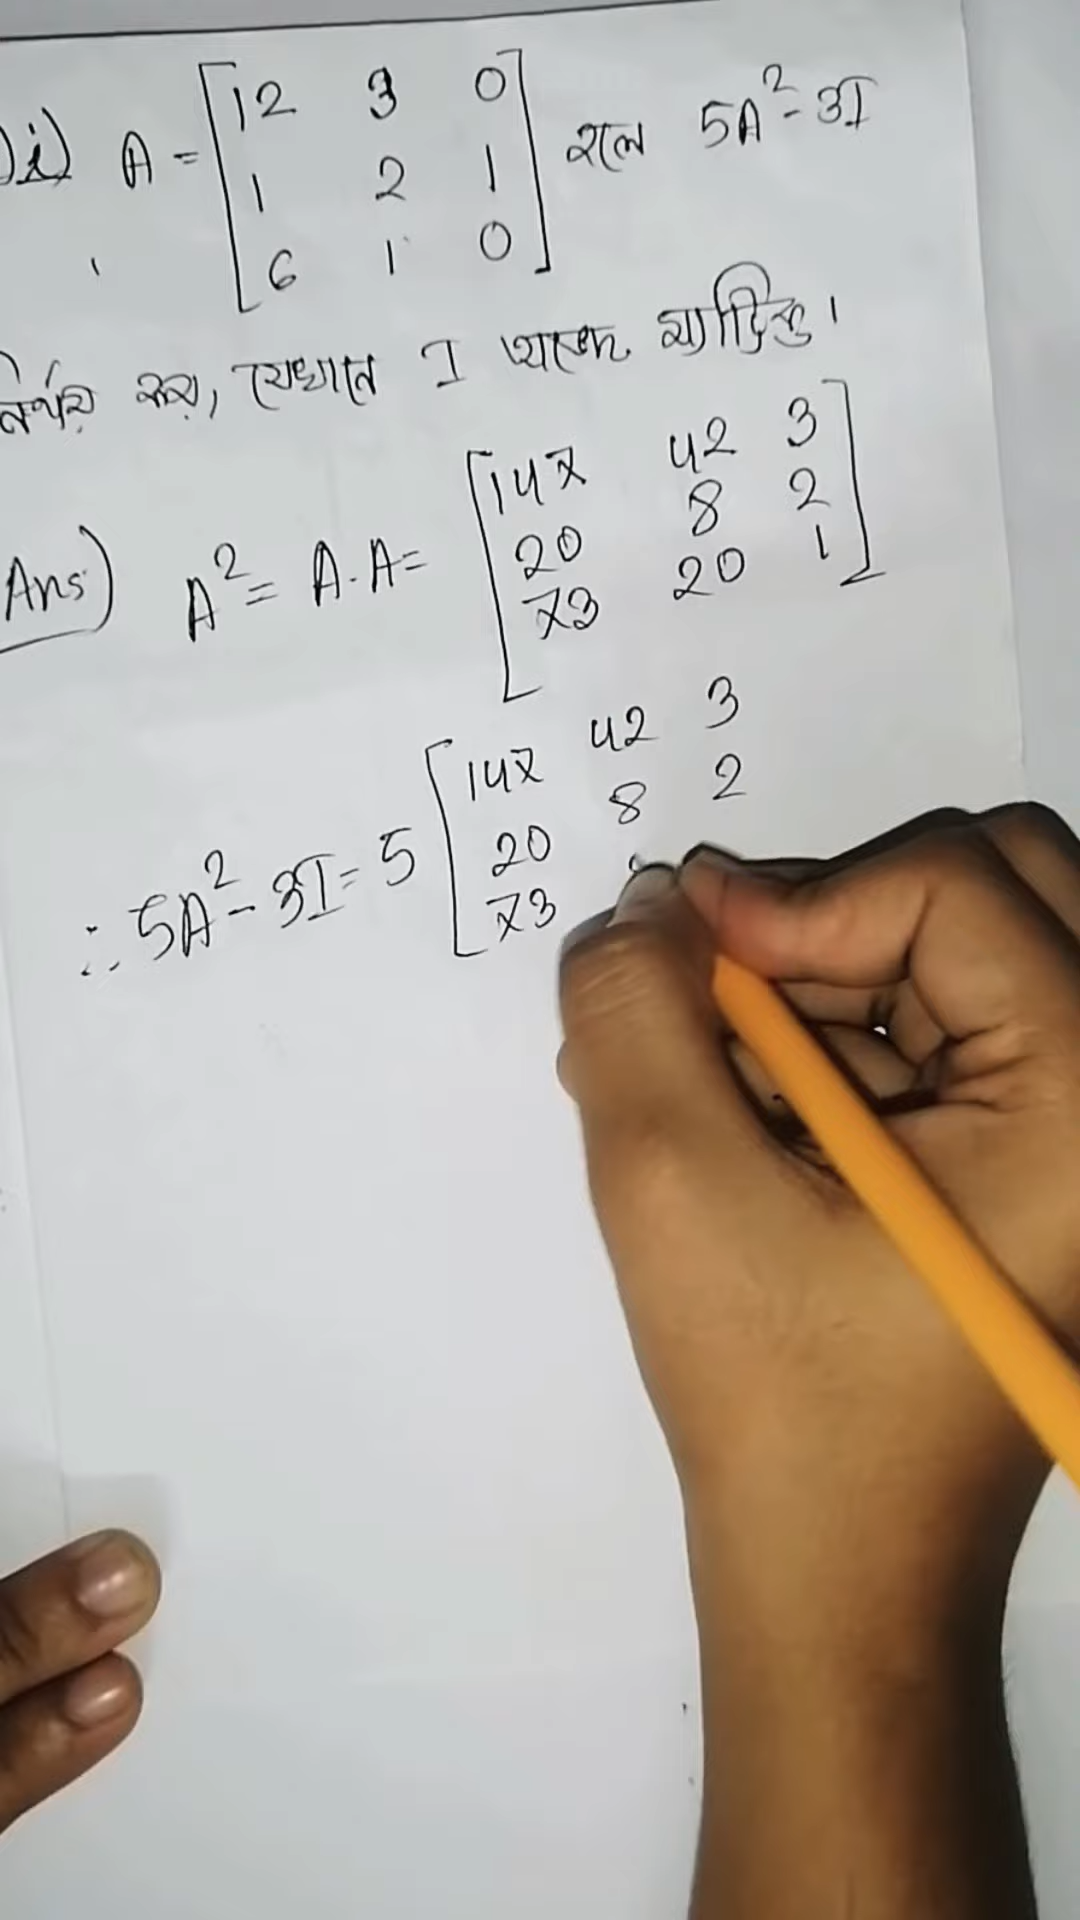 i) A = [12 3 0 হলে 5A² - 3I
1 2 1
6 1 0]
নির্ণয় কর, যেখানে I অভেদ ম্যাট্রিক্স।
Ans) A² = A·A = [147 42 3
20 8 2
73 20 1]
∴ 5A² - 3I = 5 [147 42 3
20 8 2
73